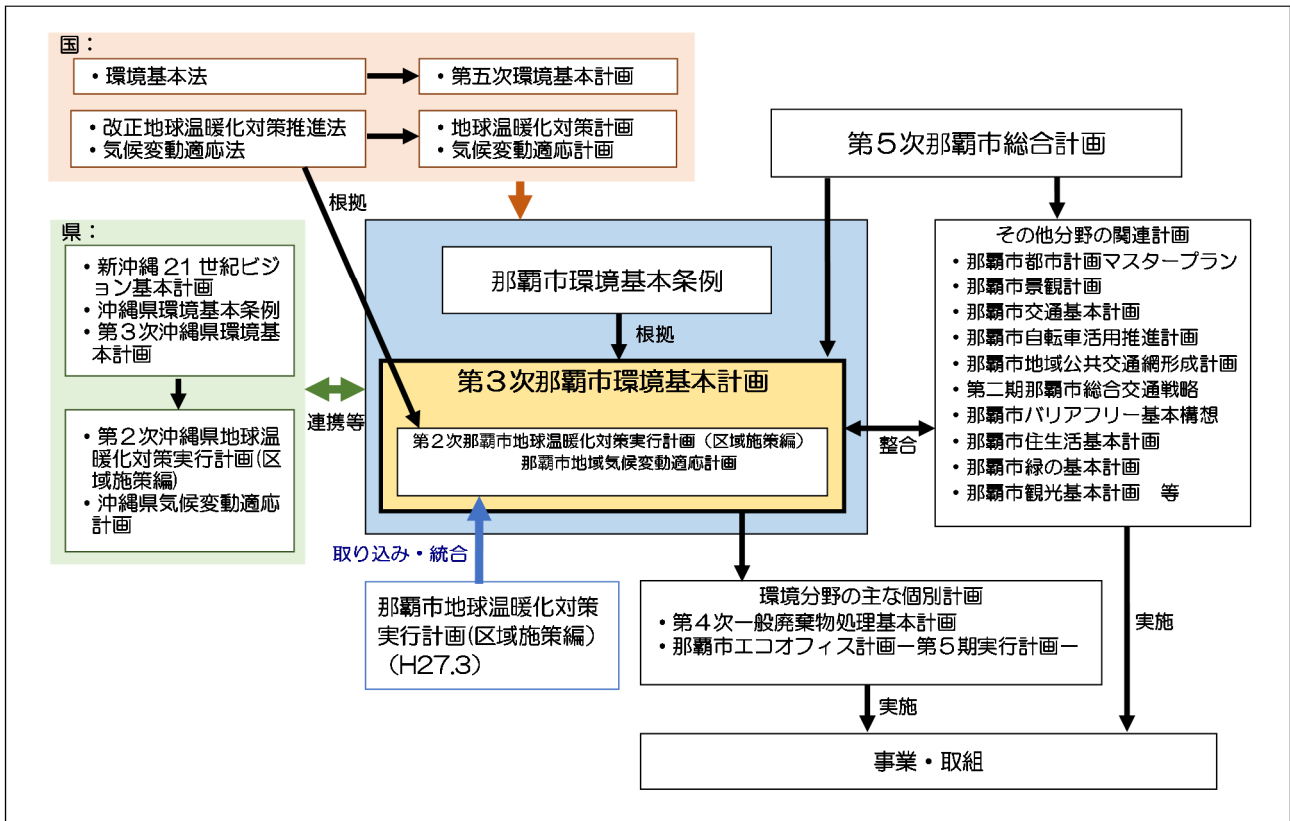 国：
・環境基本法
・第五次環境基本計画
・改正地球温暖化対策推進法
・気候変動適応法
・地球温暖化対策計画
・気候変動適応計画
第５次那覇市総合計画
根拠
県：
・新沖縄21世紀ビジ
ョン基本計画
・沖縄県環境基本条例
・第３次沖縄県環境基
本計画
・第２次沖縄県地球温
暖化対策実行計画(区
域施策編)
・沖縄県気候変動適応
計画
連携等
那覇市環境基本条例
根拠
第３次那覇市環境基本計画
第２次那覇市地球温暖化対策実行計画（区域施策編）
那覇市地域気候変動適応計画
整合
その他分野の関連計画
・那覇市都市計画マスタープラン
・那覇市景観計画
・那覇市交通基本計画
・那覇市自転車活用推進計画
・那覇市地域公共交通網形成計画
・第二期那覇市総合交通戦略
・那覇市バリアフリー基本構想
・那覇市住生活基本計画
・那覇市緑の基本計画
・那覇市観光基本計画　等
取り込み・統合
那覇市地球温暖化対策
実行計画(区域施策編)
（H27.3）
環境分野の主な個別計画
・第４次一般廃棄物処理基本計画
・那覇市エコオフィス計画ー第５期実行計画ー
実施
実施
事業・取組